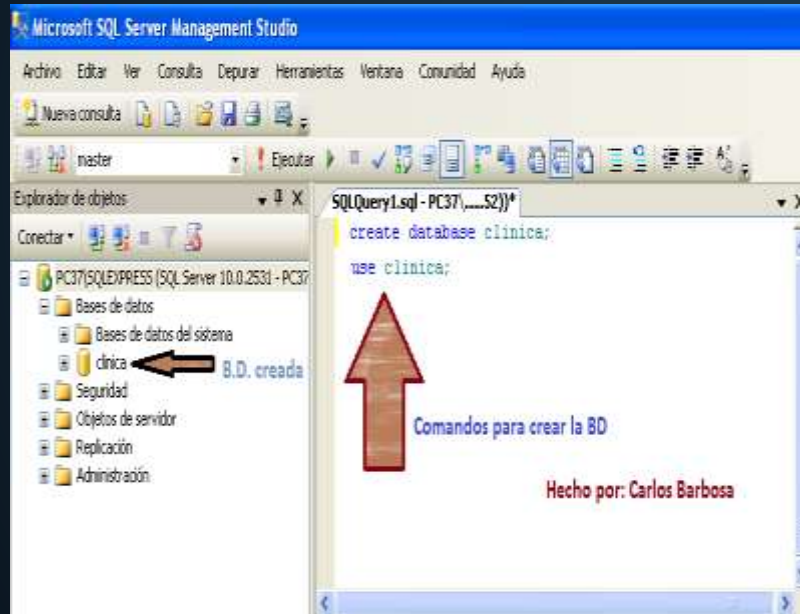 Microsoft SQL Server Management Studio
Archivo Editar Ver Consulta Depurar Herramientas Ventana Comunidad Ayuda
Nueva consulta
master Ejecutar
Explorador de objetos
SQLQuery1.sql - PC37\......52))*
Conectar
create database clinica;
use clinica;
PC37\SQLEXPRESS (SQL Server 10.0.2531 - PC37
Bases de datos
Bases de datos del sistema
clinica
B.D. creada
Seguridad
Objetos de servidor
Replicación
Administración
Comandos para crear la BD
Hecho por: Carlos Barbosa